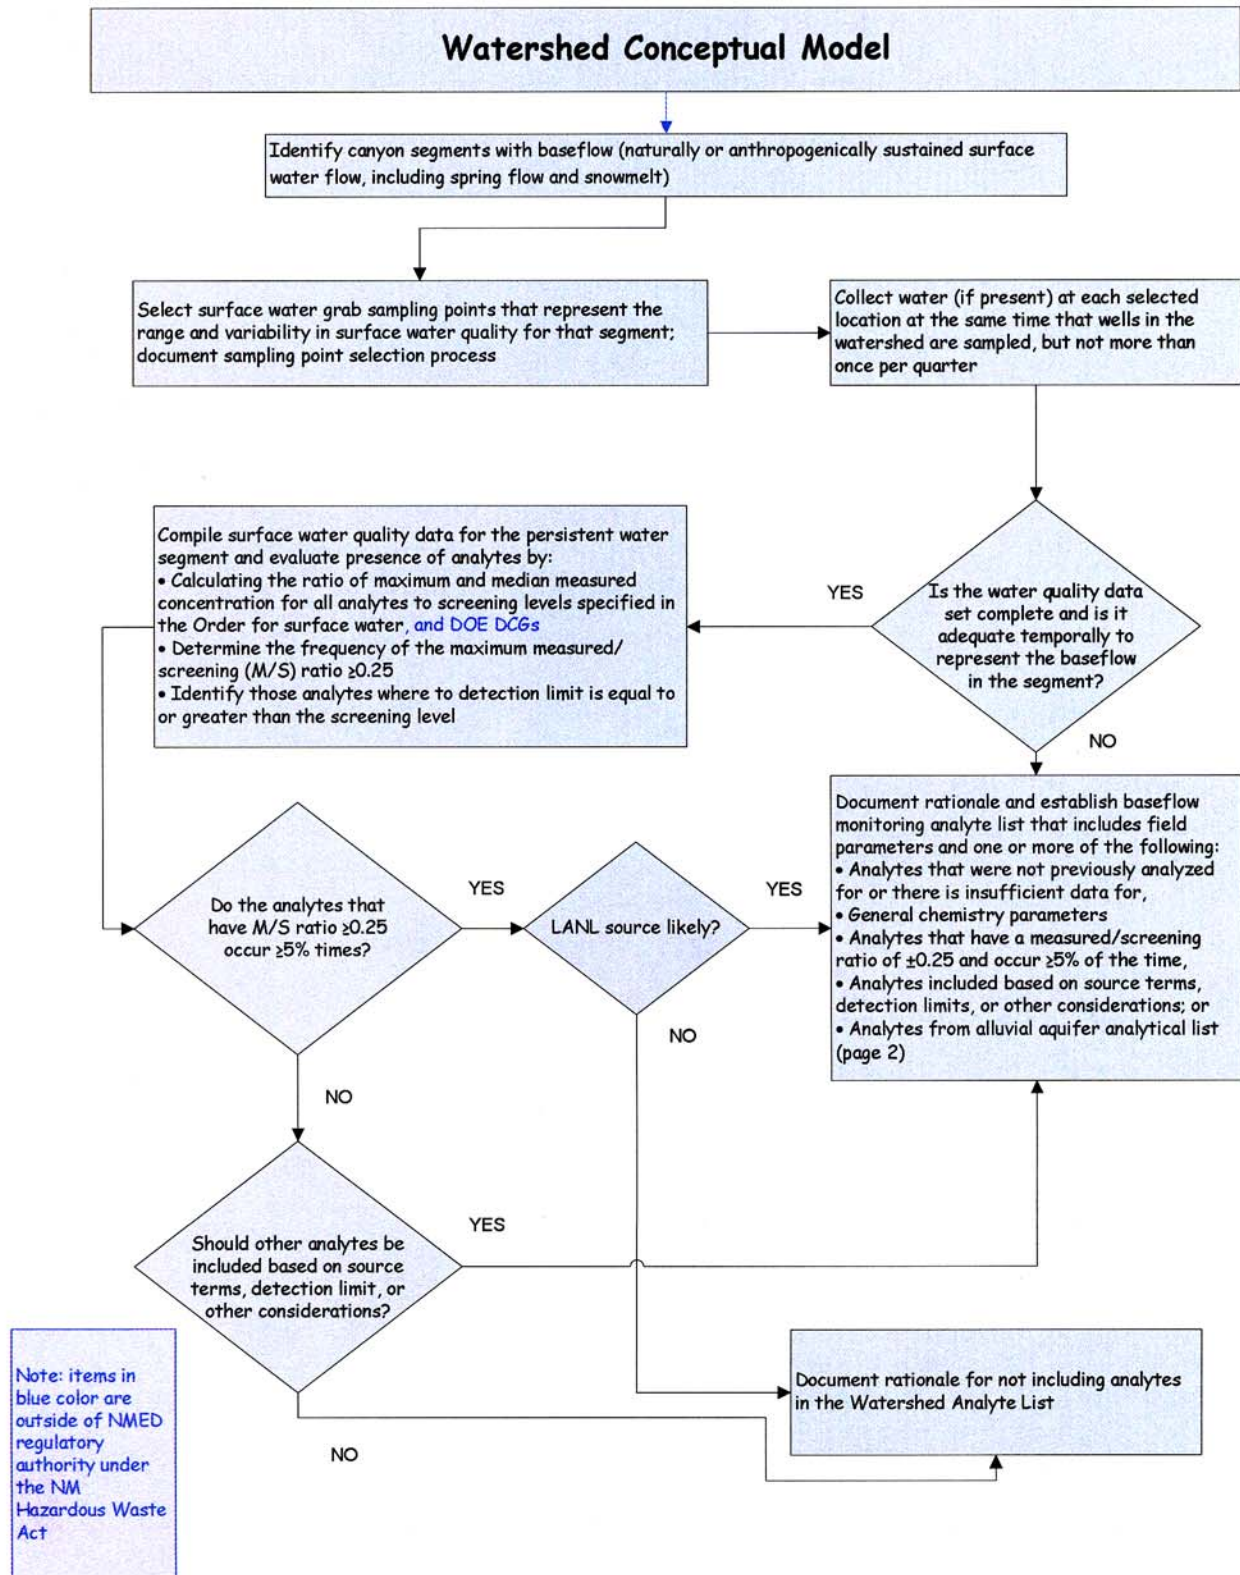 Watershed Conceptual Model
Identify canyon segments with baseflow (naturally or anthropogenically sustained surface
water flow, including spring flow and snowmelt)
Select surface water grab sampling points that represent the
range and variability in surface water quality for that segment;
document sampling point selection process
Collect water (if present) at each selected
location at the same time that wells in the
watershed are sampled, but not more than
once per quarter
Is the water quality data
set complete and is it
adequate temporally to
represent the baseflow
in the segment?
YES
NO
Compile surface water quality data for the persistent water
segment and evaluate presence of analytes by:
• Calculating the ratio of maximum and median measured
concentration for all analytes to screening levels specified in
the Order for surface water, and DOE DCGs
• Determine the frequency of the maximum measured/
screening (M/S) ratio ≥0.25
• Identify those analytes where to detection limit is equal to
or greater than the screening level
Do the analytes that
have M/S ratio ≥0.25
occur ≥5% times?
YES
NO
LANL source likely?
YES
NO
Document rationale and establish baseflow
monitoring analyte list that includes field
parameters and one or more of the following:
• Analytes that were not previously analyzed
for or there is insufficient data for,
• General chemistry parameters
• Analytes that have a measured/screening
ratio of ±0.25 and occur ≥5% of the time,
• Analytes included based on source terms,
detection limits, or other considerations; or
• Analytes from alluvial aquifer analytical list
(page 2)
Should other analytes be
included based on source
terms, detection limit, or
other considerations?
YES
NO
Document rationale for not including analytes
in the Watershed Analyte List
Note: items in
blue color are
outside of NMED
regulatory
authority under
the NM
Hazardous Waste
Act